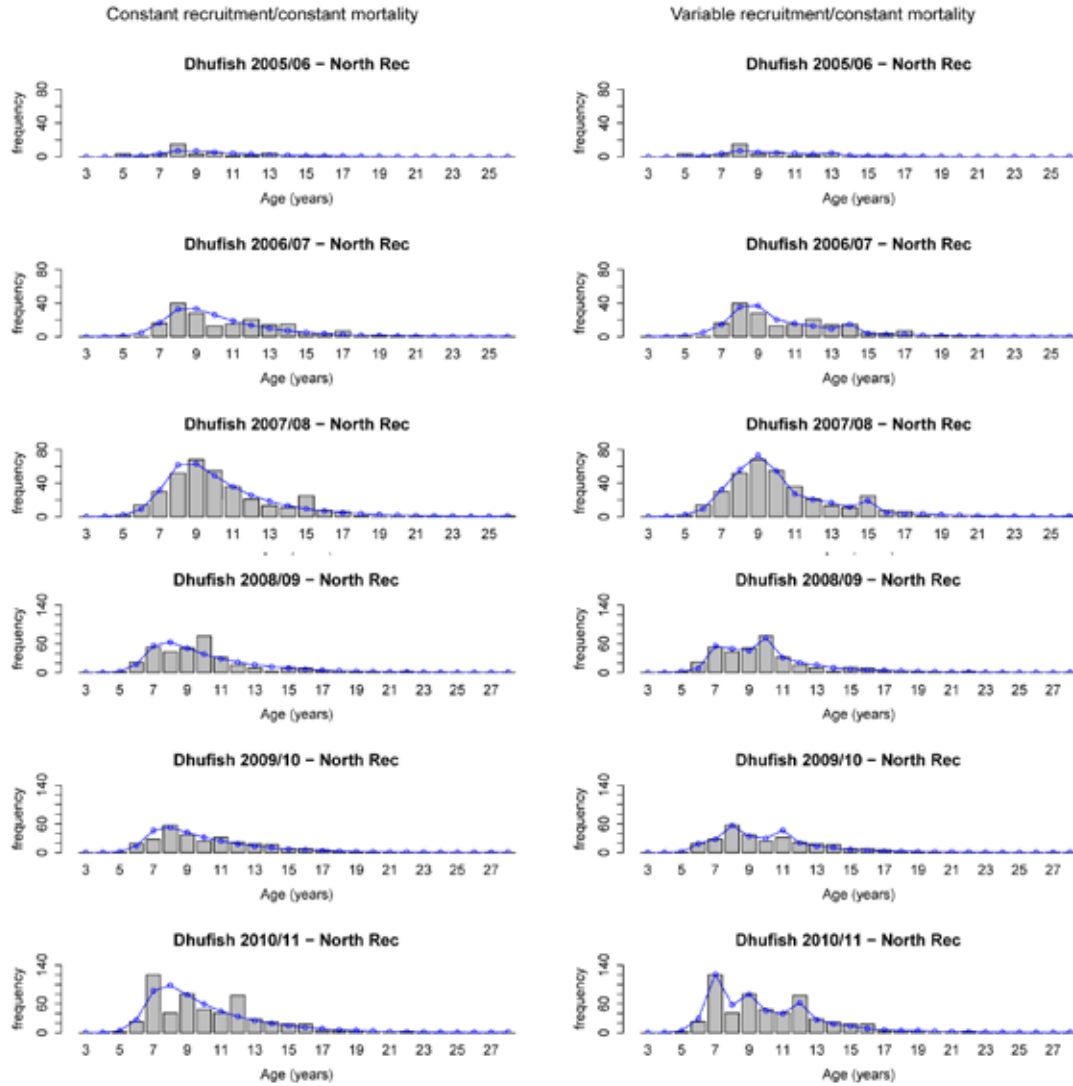 Constant recruitment/constant mortality
Variable recruitment/constant mortality
Dhufish 2005/06 − North Rec
frequency
80
40
0
3 5 7 9 11 13 15 17 19 21 23 25
Age (years)
Dhufish 2005/06 − North Rec
frequency
80
40
0
3 5 7 9 11 13 15 17 19 21 23 25
Age (years)
Dhufish 2006/07 − North Rec
frequency
80
40
0
3 5 7 9 11 13 15 17 19 21 23 25
Age (years)
Dhufish 2006/07 − North Rec
frequency
80
40
0
3 5 7 9 11 13 15 17 19 21 23 25
Age (years)
Dhufish 2007/08 − North Rec
frequency
80
40
0
3 5 7 9 11 13 15 17 19 21 23 25
Dhufish 2007/08 − North Rec
frequency
80
40
0
3 5 7 9 11 13 15 17 19 21 23 25
Dhufish 2008/09 − North Rec
frequency
140
60
0
3 5 7 9 11 13 15 17 19 21 23 25 27
Age (years)
Dhufish 2008/09 − North Rec
frequency
140
60
0
3 5 7 9 11 13 15 17 19 21 23 25 27
Age (years)
Dhufish 2009/10 − North Rec
frequency
140
60
0
3 5 7 9 11 13 15 17 19 21 23 25 27
Age (years)
Dhufish 2009/10 − North Rec
frequency
140
60
0
3 5 7 9 11 13 15 17 19 21 23 25 27
Age (years)
Dhufish 2010/11 − North Rec
frequency
140
60
0
3 5 7 9 11 13 15 17 19 21 23 25 27
Age (years)
Dhufish 2010/11 − North Rec
frequency
140
60
0
3 5 7 9 11 13 15 17 19 21 23 25 27
Age (years)